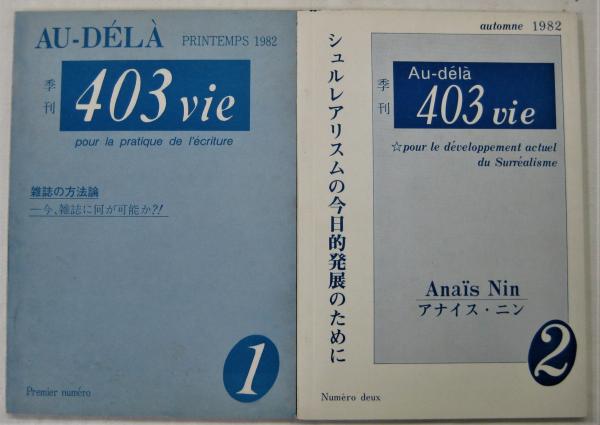 AU-DÉLÀ
PRINTEMPS 1982
季刊
403 vie
pour la pratique de l'écriture
雑誌の方法論
—今、雑誌に何が可能か?!
1
Premier numéro
automne 1982
シュルレアリスムの今日的発展のために
季刊
Au-délà
403 vie
☆pour le développement actuel
du Surréalisme
Anaïs Nin
アナイス・ニン
2
Numéro deux